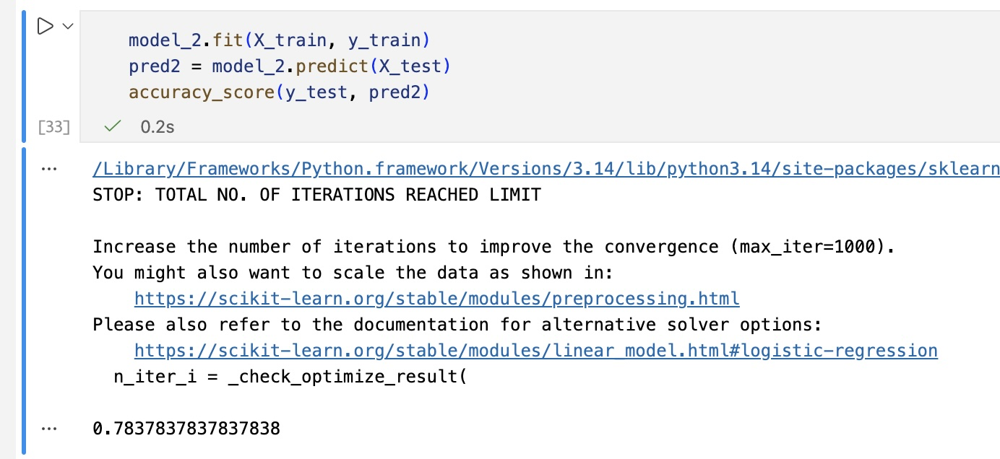 model_2.fit(X_train, y_train)
pred2 = model_2.predict(X_test)
accuracy_score(y_test, pred2)
[33] 0.2s
... /Library/Frameworks/Python.framework/Versions/3.14/lib/python3.14/site-packages/sklearn
STOP: TOTAL NO. OF ITERATIONS REACHED LIMIT
Increase the number of iterations to improve the convergence (max_iter=1000).
You might also want to scale the data as shown in:
https://scikit-learn.org/stable/modules/preprocessing.html
Please also refer to the documentation for alternative solver options:
https://scikit-learn.org/stable/modules/linear_model.html#logistic-regression
n_iter_i = _check_optimize_result(
... 0.7837837837837838